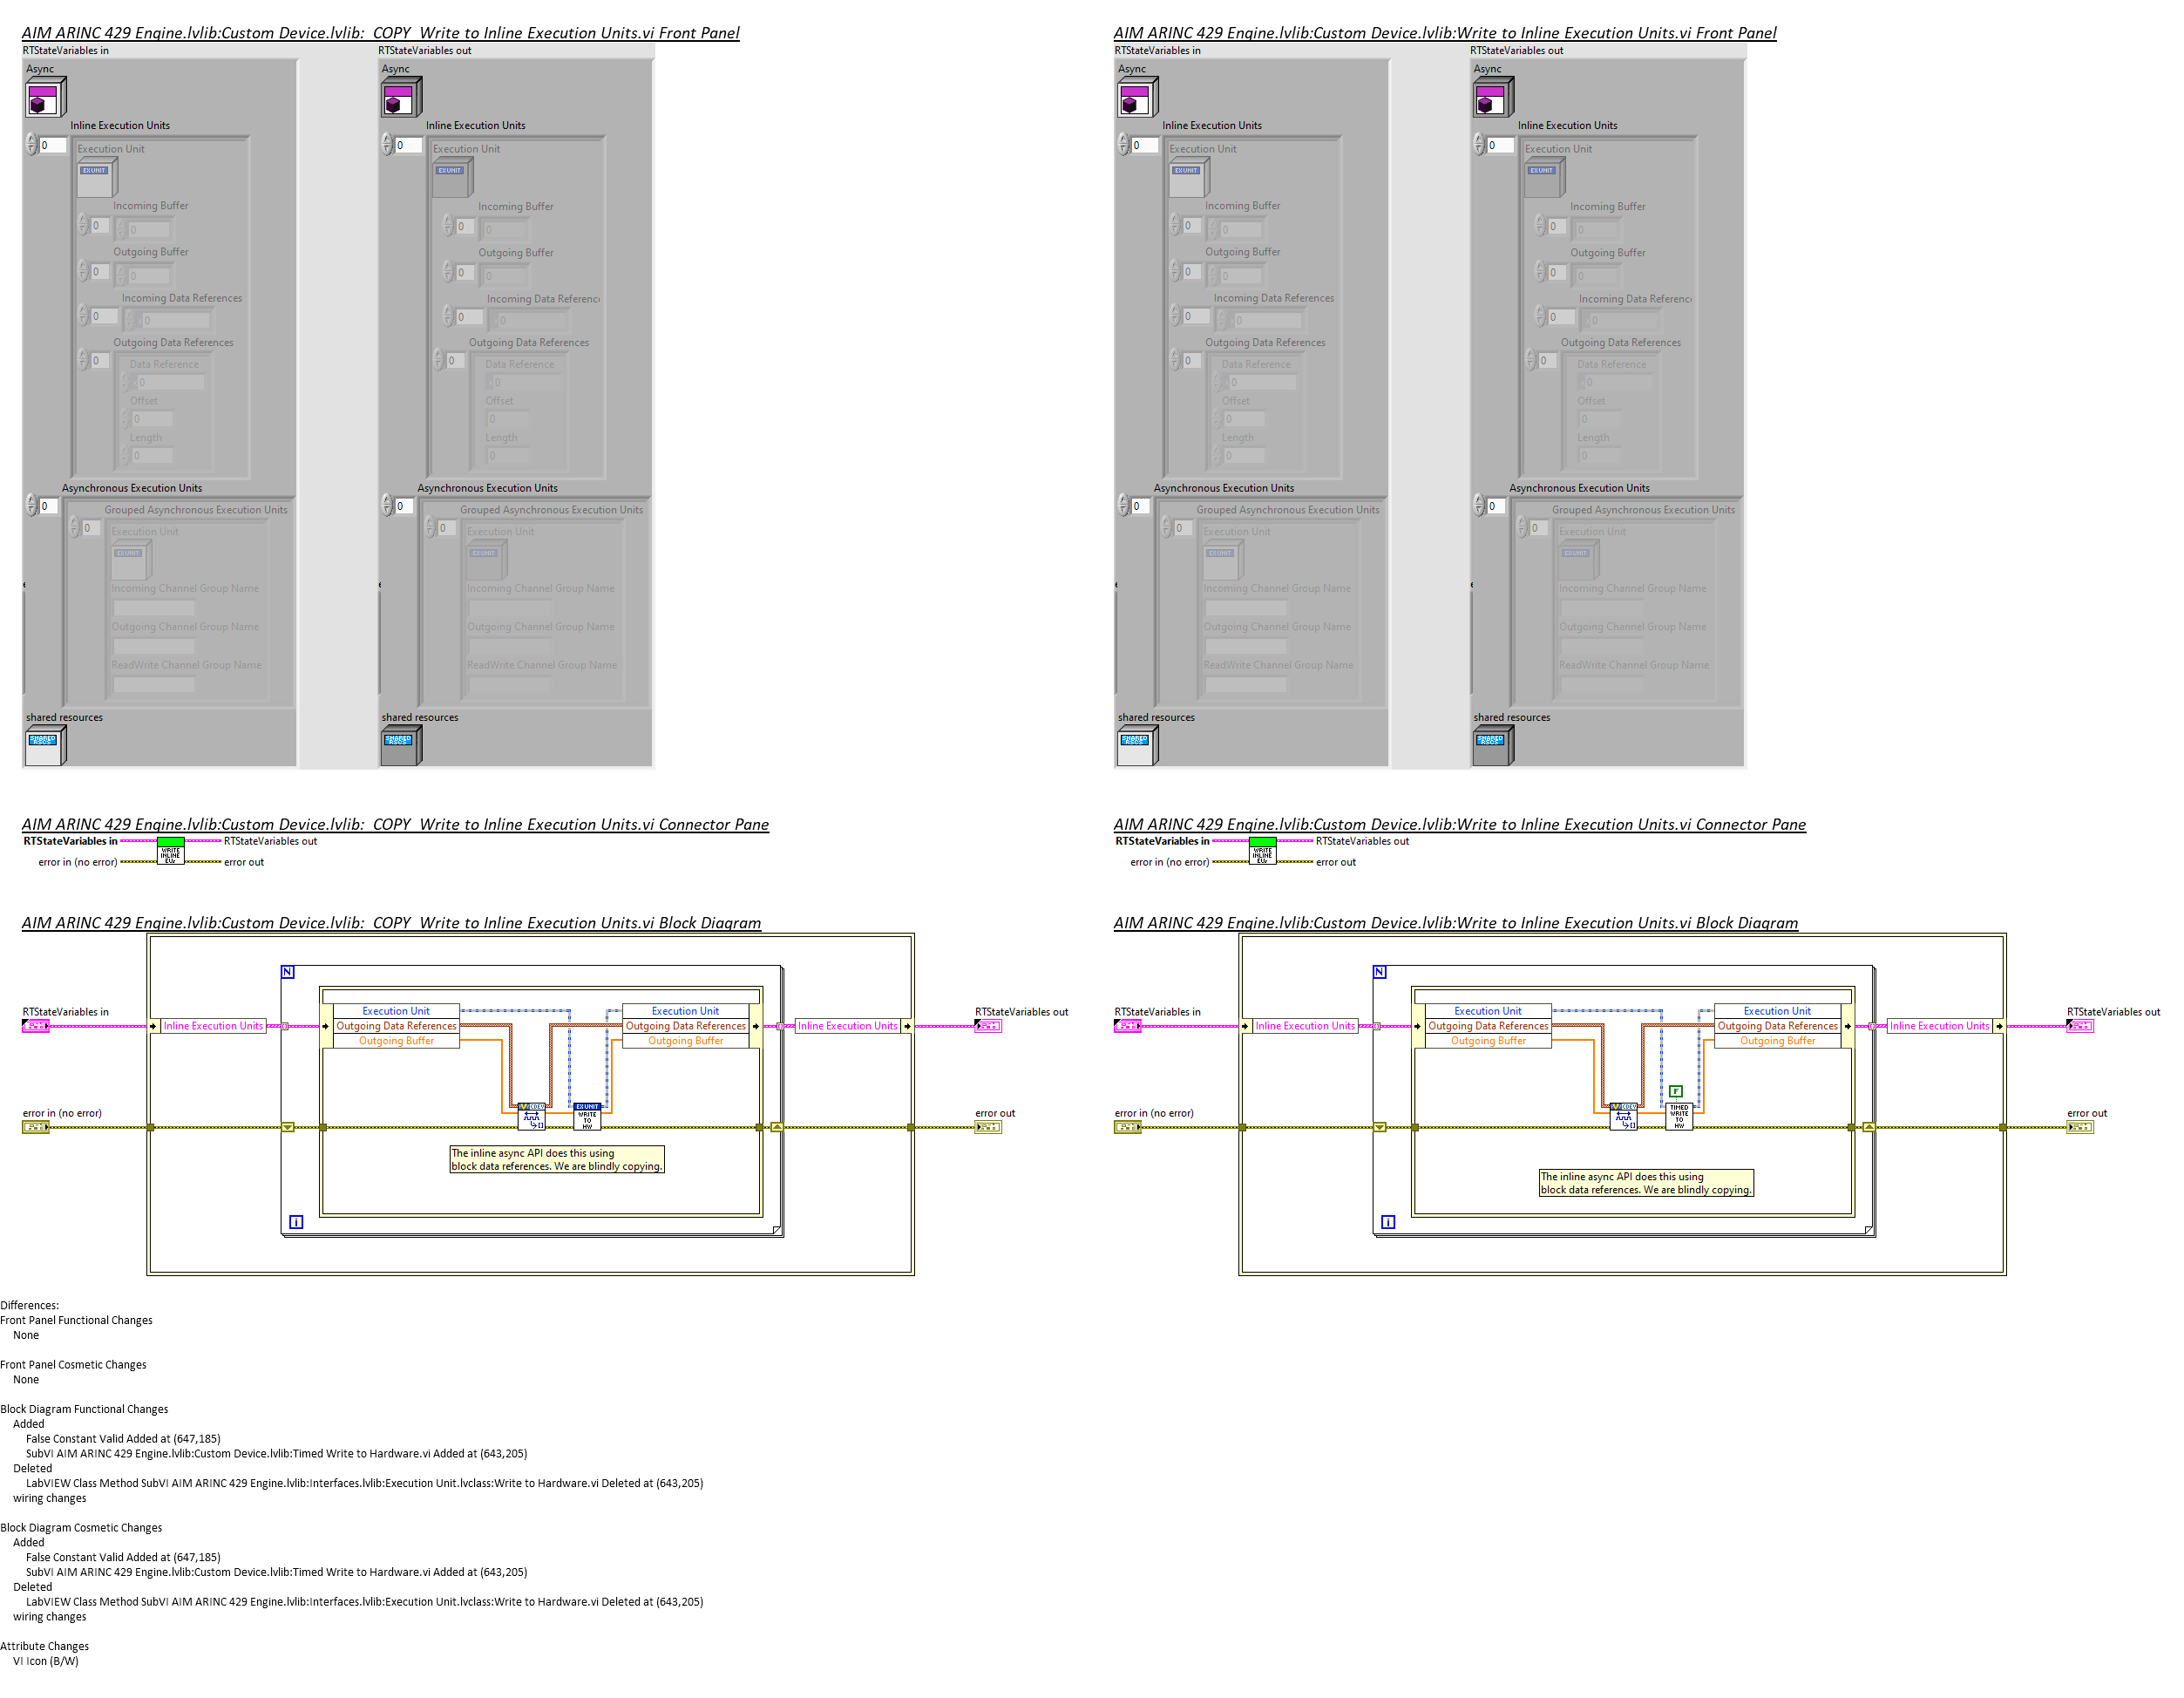 AIM ARINC 429 Engine.lvlib:Custom Device.lvlib:_COPY_Write to Inline Execution Units.vi Front Panel
RTStateVariables in
RTStateVariables out
Async
Async
Inline Execution Units
Inline Execution Units
0
Execution Unit
0
Execution Unit
EX UNIT
EX UNIT
Incoming Buffer
Incoming Buffer
0
0
0
0
Outgoing Buffer
Outgoing Buffer
0
0
0
0
Incoming Data References
Incoming Data Referenc
0
0
0
0
Outgoing Data References
Outgoing Data References
0
Data Reference
0
Data Reference
0
0
Offset
Offset
0
0
Length
Length
0
0
Asynchronous Execution Units
Asynchronous Execution Units
0
Grouped Asynchronous Execution Units
0
Grouped Asynchronous Execution Units
0
Execution Unit
0
Execution Unit
EX UNIT
EX UNIT
Incoming Channel Group Name
Incoming Channel Group Name
Outgoing Channel Group Name
Outgoing Channel Group Name
ReadWrite Channel Group Name
ReadWrite Channel Group Name
shared resources
shared resources
SHARED
SHARED
AIM ARINC 429 Engine.lvlib:Custom Device.lvlib:Write to Inline Execution Units.vi Front Panel
RTStateVariables in
RTStateVariables out
Async
Async
Inline Execution Units
Inline Execution Units
0
Execution Unit
0
Execution Unit
EX UNIT
EX UNIT
Incoming Buffer
Incoming Buffer
0
0
0
0
Outgoing Buffer
Outgoing Buffer
0
0
0
0
Incoming Data References
Incoming Data Referenc
0
0
0
0
Outgoing Data References
Outgoing Data References
0
Data Reference
0
Data Reference
0
0
Offset
Offset
0
0
Length
Length
0
0
Asynchronous Execution Units
Asynchronous Execution Units
0
Grouped Asynchronous Execution Units
0
Grouped Asynchronous Execution Units
0
Execution Unit
0
Execution Unit
EX UNIT
EX UNIT
Incoming Channel Group Name
Incoming Channel Group Name
Outgoing Channel Group Name
Outgoing Channel Group Name
ReadWrite Channel Group Name
ReadWrite Channel Group Name
shared resources
shared resources
SHARED
SHARED
AIM ARINC 429 Engine.lvlib:Custom Device.lvlib:_COPY_Write to Inline Execution Units.vi Connector Pane
RTStateVariables in
RTStateVariables out
WRITE
INLINE
EUs
error in (no error)
error out
AIM ARINC 429 Engine.lvlib:Custom Device.lvlib:Write to Inline Execution Units.vi Connector Pane
RTStateVariables in
RTStateVariables out
WRITE
INLINE
EUs
error in (no error)
error out
AIM ARINC 429 Engine.lvlib:Custom Device.lvlib:_COPY_Write to Inline Execution Units.vi Block Diagram
N
RTStateVariables in
Inline Execution Units
Execution Unit
Outgoing Data References
Outgoing Buffer
Execution Unit
Outgoing Data References
Outgoing Buffer
Inline Execution Units
RTStateVariables out
error in (no error)
EX UNIT
WRITE
TO
HW
error out
The inline async API does this using
block data references. We are blindly copying.
i
AIM ARINC 429 Engine.lvlib:Custom Device.lvlib:Write to Inline Execution Units.vi Block Diagram
N
RTStateVariables in
Inline Execution Units
Execution Unit
Outgoing Data References
Outgoing Buffer
Execution Unit
Outgoing Data References
Outgoing Buffer
Inline Execution Units
RTStateVariables out
F
error in (no error)
TIMED
WRITE
TO
HW
error out
The inline async API does this using
block data references. We are blindly copying.
i
Differences:
Front Panel Functional Changes
None
Front Panel Cosmetic Changes
None
Block Diagram Functional Changes
Added
False Constant Valid Added at (647,185)
SubVI AIM ARINC 429 Engine.lvlib:Custom Device.lvlib:Timed Write to Hardware.vi Added at (643,205)
Deleted
LabVIEW Class Method SubVI AIM ARINC 429 Engine.lvlib:Interfaces.lvlib:Execution Unit.lvclass:Write to Hardware.vi Deleted at (643,205)
wiring changes
Block Diagram Cosmetic Changes
Added
False Constant Valid Added at (647,185)
SubVI AIM ARINC 429 Engine.lvlib:Custom Device.lvlib:Timed Write to Hardware.vi Added at (643,205)
Deleted
LabVIEW Class Method SubVI AIM ARINC 429 Engine.lvlib:Interfaces.lvlib:Execution Unit.lvclass:Write to Hardware.vi Deleted at (643,205)
wiring changes
Attribute Changes
VI Icon (B/W)